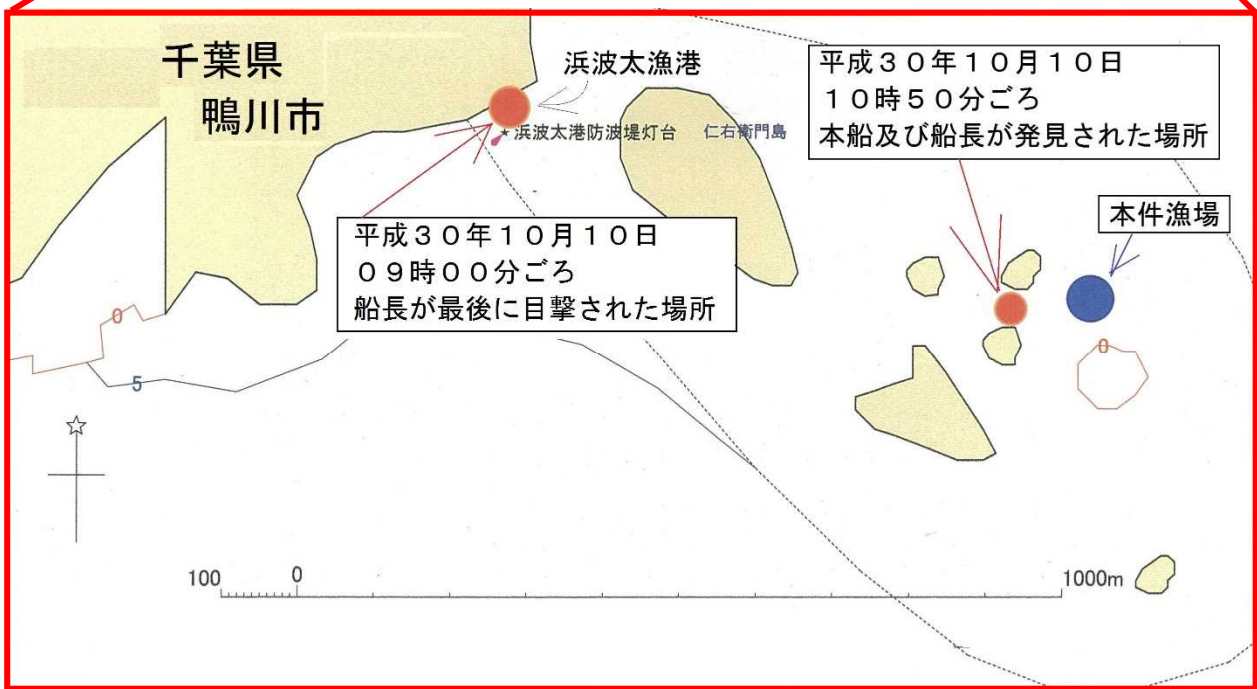 千葉県
鴨川市
浜波太漁港
浜波太港防波堤灯台
仁右衛門島
平成３０年１０月１０日
１０時５０分ごろ
本船及び船長が発見された場所
本件漁場
平成３０年１０月１０日
０９時００分ごろ
船長が最後に目撃された場所
0
0
5
100
0
1000m